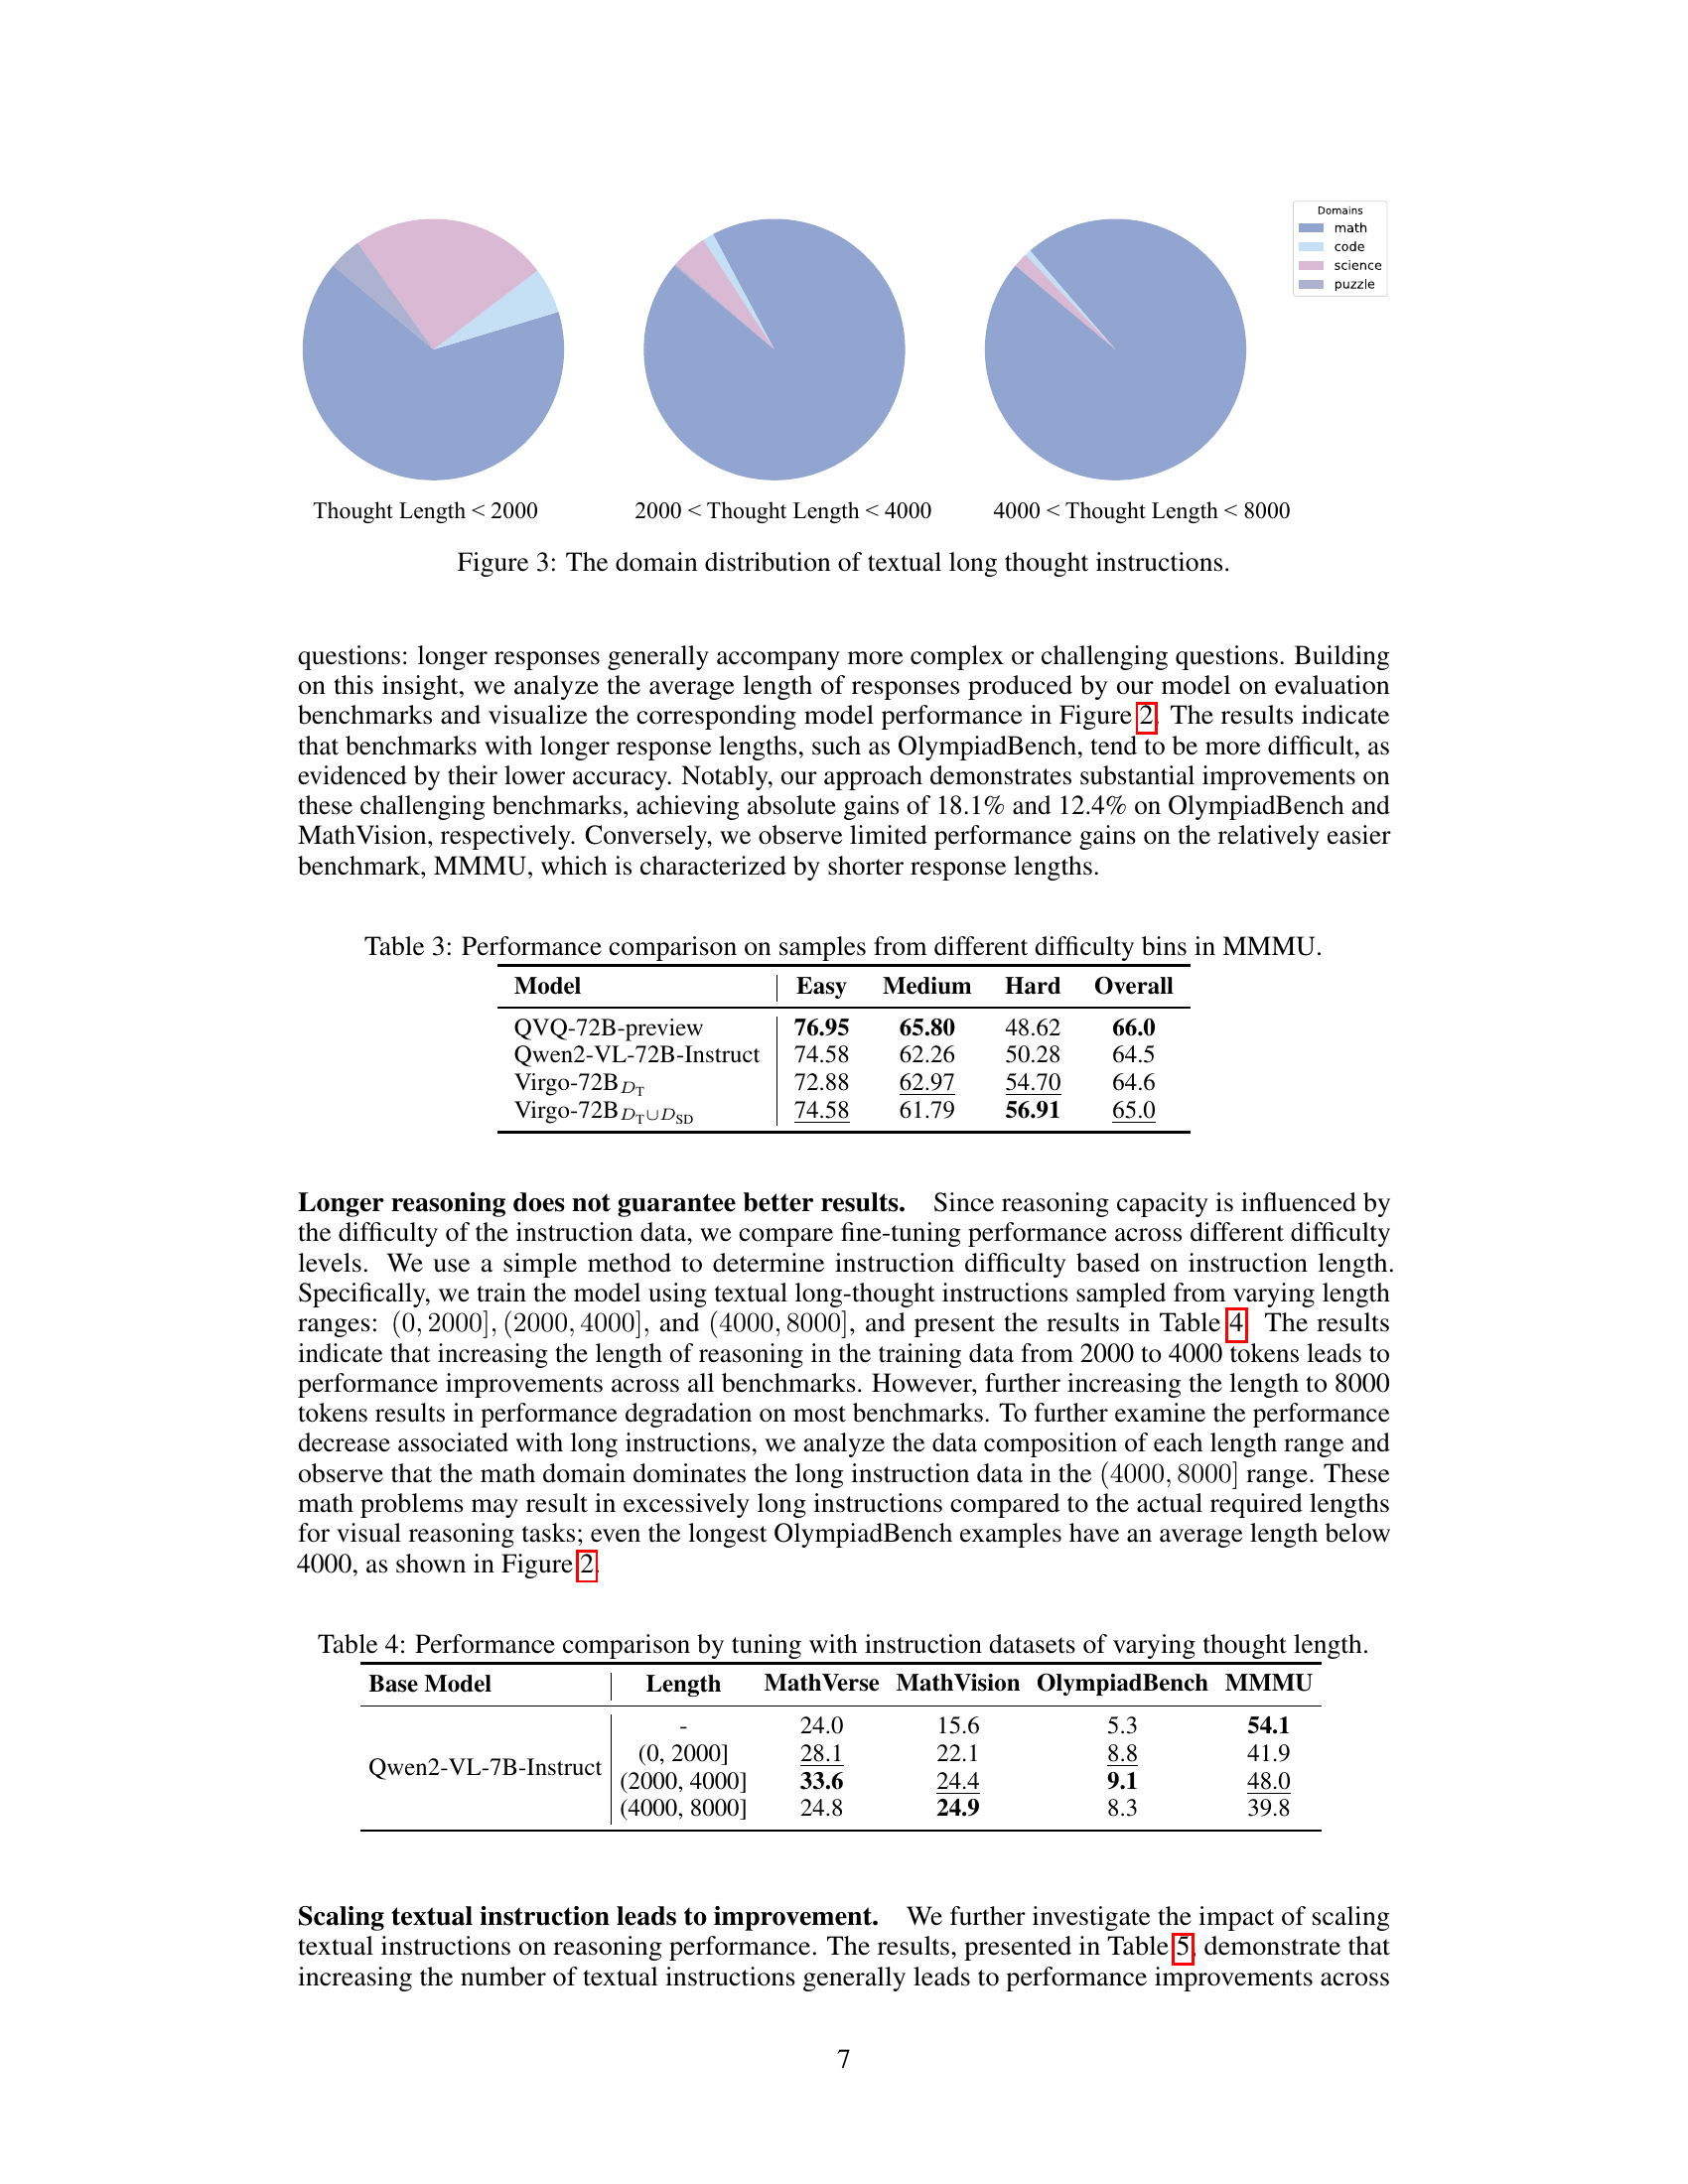 Domains
math
code
science
puzzle
Thought Length < 2000
2000 < Thought Length < 4000
4000 < Thought Length < 8000
Figure 3: The domain distribution of textual long thought instructions.
questions: longer responses generally accompany more complex or challenging questions. Building
on this insight, we analyze the average length of responses produced by our model on evaluation
benchmarks and visualize the corresponding model performance in Figure 2. The results indicate
that benchmarks with longer response lengths, such as OlympiadBench, tend to be more difficult, as
evidenced by their lower accuracy. Notably, our approach demonstrates substantial improvements on
these challenging benchmarks, achieving absolute gains of 18.1% and 12.4% on OlympiadBench and
MathVision, respectively. Conversely, we observe limited performance gains on the relatively easier
benchmark, MMMU, which is characterized by shorter response lengths.
Table 3: Performance comparison on samples from different difficulty bins in MMMU.
Model Easy Medium Hard Overall
QVQ-72B-preview 76.95 65.80 48.62 66.0
Qwen2-VL-72B-Instruct 74.58 62.26 50.28 64.5
Virgo-72B D_T 72.88 62.97 54.70 64.6
Virgo-72B D_T∪D_SD 74.58 61.79 56.91 65.0
Longer reasoning does not guarantee better results. Since reasoning capacity is influenced by
the difficulty of the instruction data, we compare fine-tuning performance across different difficulty
levels. We use a simple method to determine instruction difficulty based on instruction length.
Specifically, we train the model using textual long-thought instructions sampled from varying length
ranges: (0, 2000], (2000, 4000], and (4000, 8000], and present the results in Table 4. The results
indicate that increasing the length of reasoning in the training data from 2000 to 4000 tokens leads to
performance improvements across all benchmarks. However, further increasing the length to 8000
tokens results in performance degradation on most benchmarks. To further examine the performance
decrease associated with long instructions, we analyze the data composition of each length range and
observe that the math domain dominates the long instruction data in the (4000, 8000] range. These
math problems may result in excessively long instructions compared to the actual required lengths
for visual reasoning tasks; even the longest OlympiadBench examples have an average length below
4000, as shown in Figure 2.
Table 4: Performance comparison by tuning with instruction datasets of varying thought length.
Base Model Length MathVerse MathVision OlympiadBench MMMU
- 24.0 15.6 5.3 54.1
(0, 2000] 28.1 22.1 8.8 41.9
Qwen2-VL-7B-Instruct
(2000, 4000] 33.6 24.4 9.1 48.0
(4000, 8000] 24.8 24.9 8.3 39.8
Scaling textual instruction leads to improvement. We further investigate the impact of scaling
textual instructions on reasoning performance. The results, presented in Table 5, demonstrate that
increasing the number of textual instructions generally leads to performance improvements across
7